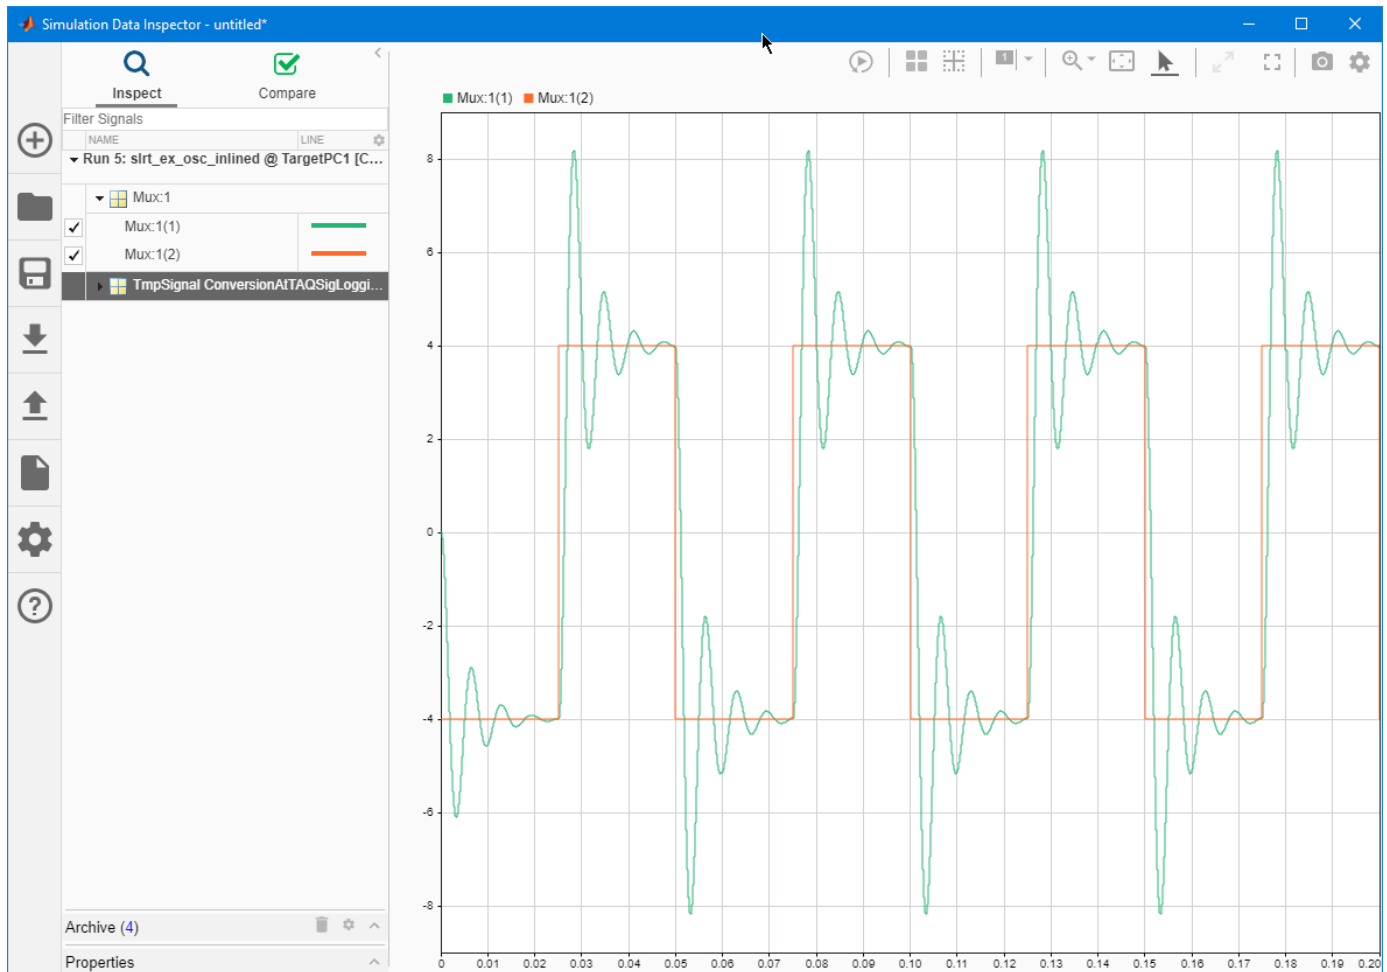 Simulation Data Inspector - untitled*
Inspect
Compare
Filter Signals
NAME LINE
Run 5: slrt_ex_osc_inlined @ TargetPC1 [C...
Mux:1
Mux:1(1)
Mux:1(2)
TmpSignal ConversionAtTAQSigLoggi...
Archive (4)
Properties
1
Mux:1(1) Mux:1(2)
8
6
4
2
0
-2
-4
-6
-8
0 0.01 0.02 0.03 0.04 0.05 0.06 0.07 0.08 0.09 0.10 0.11 0.12 0.13 0.14 0.15 0.16 0.17 0.18 0.19 0.20